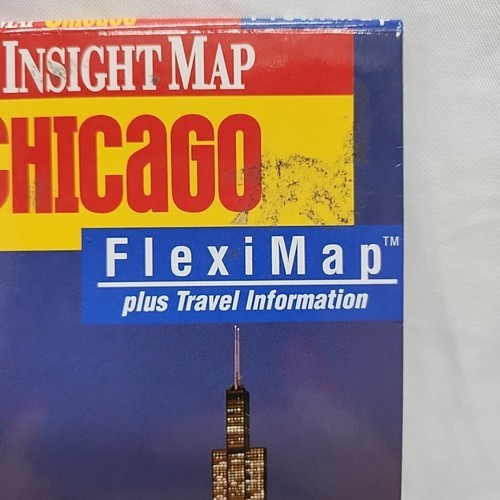 INSIGHT MAP
CHICAGO
FlexiMap™
plus Travel Information